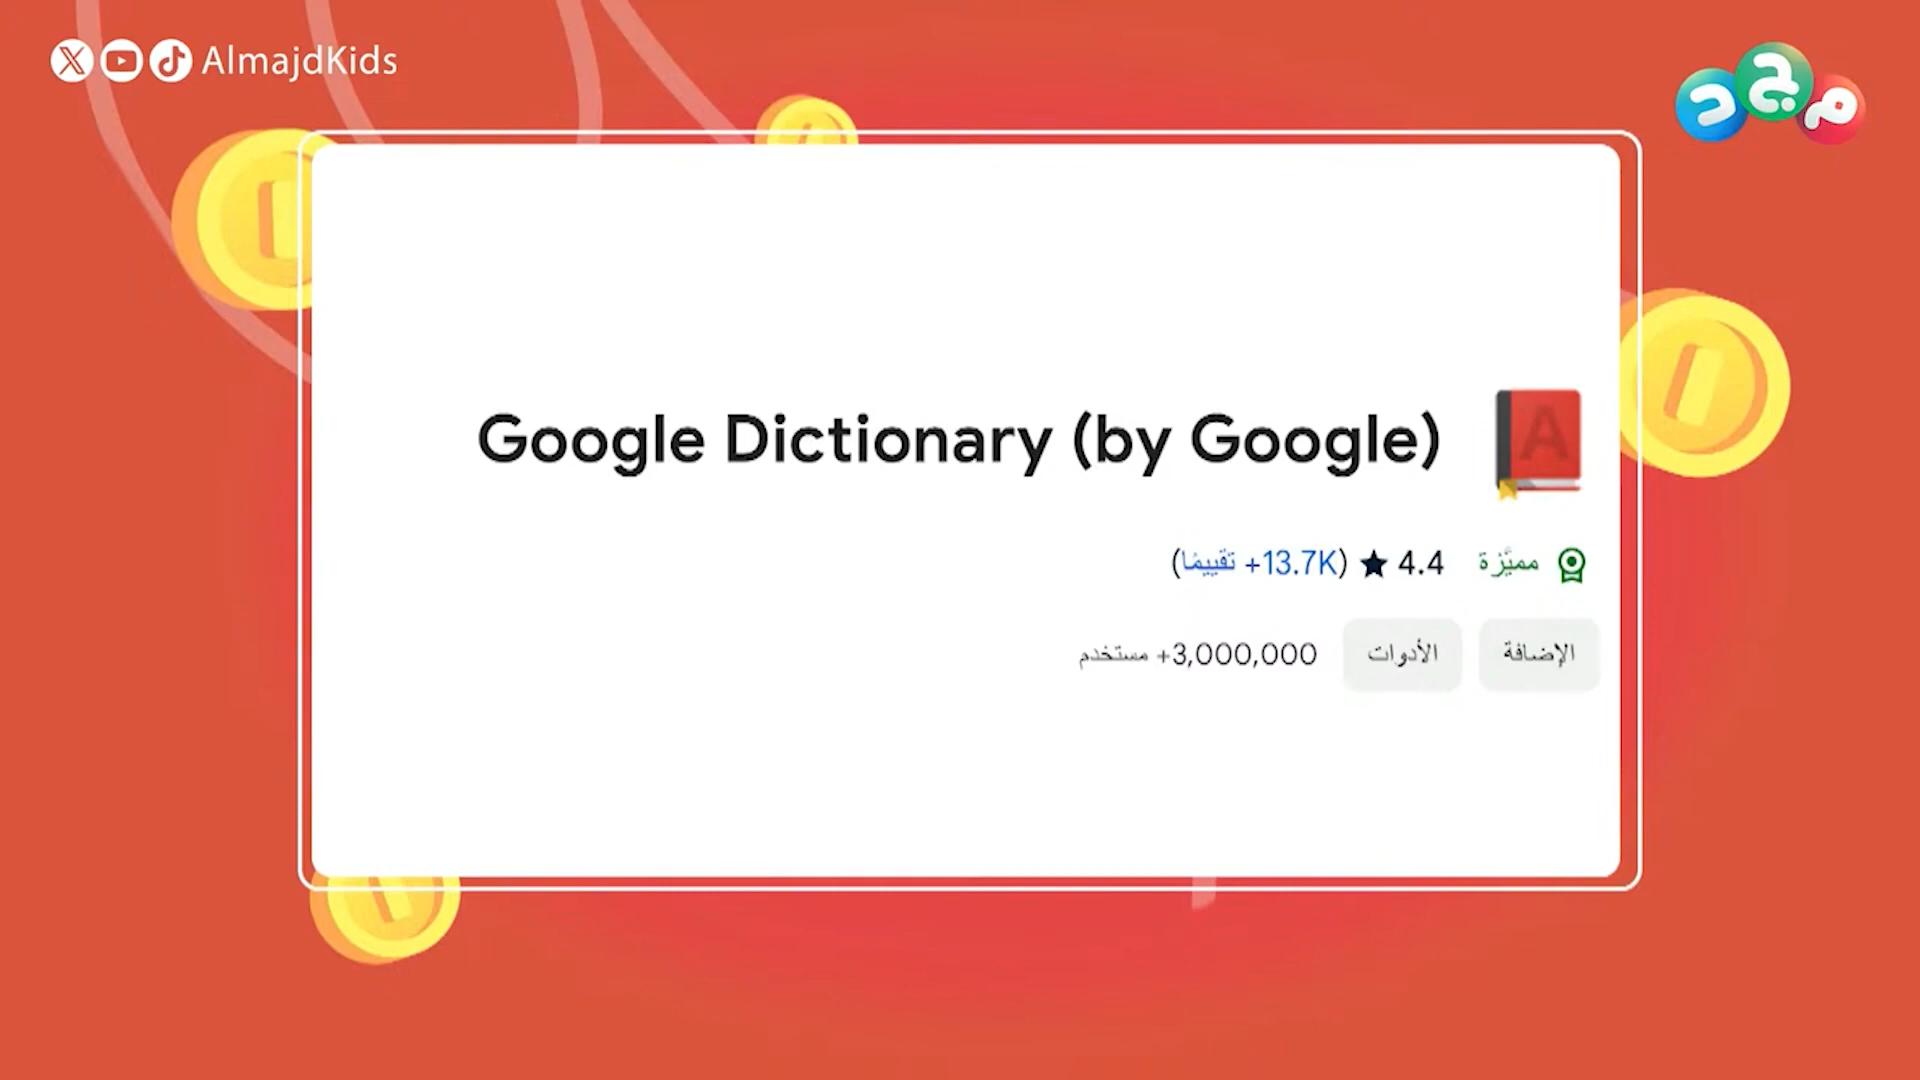 AlmajdKids
مجد
Google Dictionary (by Google)
مميَّزة 4.4 ★ (13.7K+ تقييمًا)
الإضافة الأدوات 3,000,000+ مستخدم